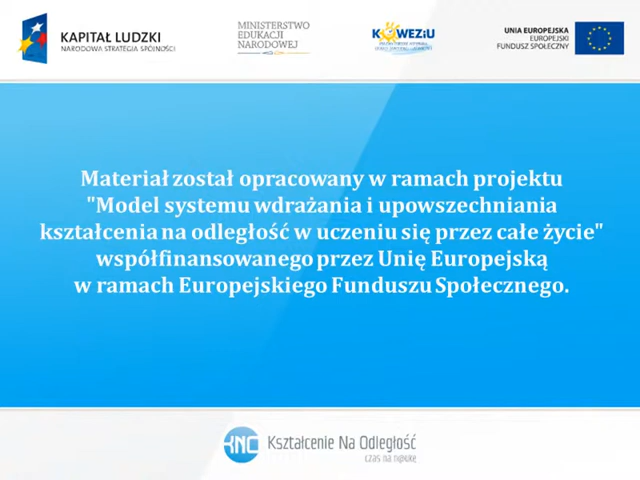 KAPITAŁ LUDZKI
NARODOWA STRATEGIA SPÓJNOŚCI
MINISTERSTWO
EDUKACJI
NARODOWEJ
KOWEZiU
UNIA EUROPEJSKA
EUROPEJSKI
FUNDUSZ SPOŁECZNY
Materiał został opracowany w ramach projektu
"Model systemu wdrażania i upowszechniania
kształcenia na odległość w uczeniu się przez całe życie"
współfinansowanego przez Unię Europejską
w ramach Europejskiego Funduszu Społecznego.
KNO Kształcenie Na Odległość
czas na naukę